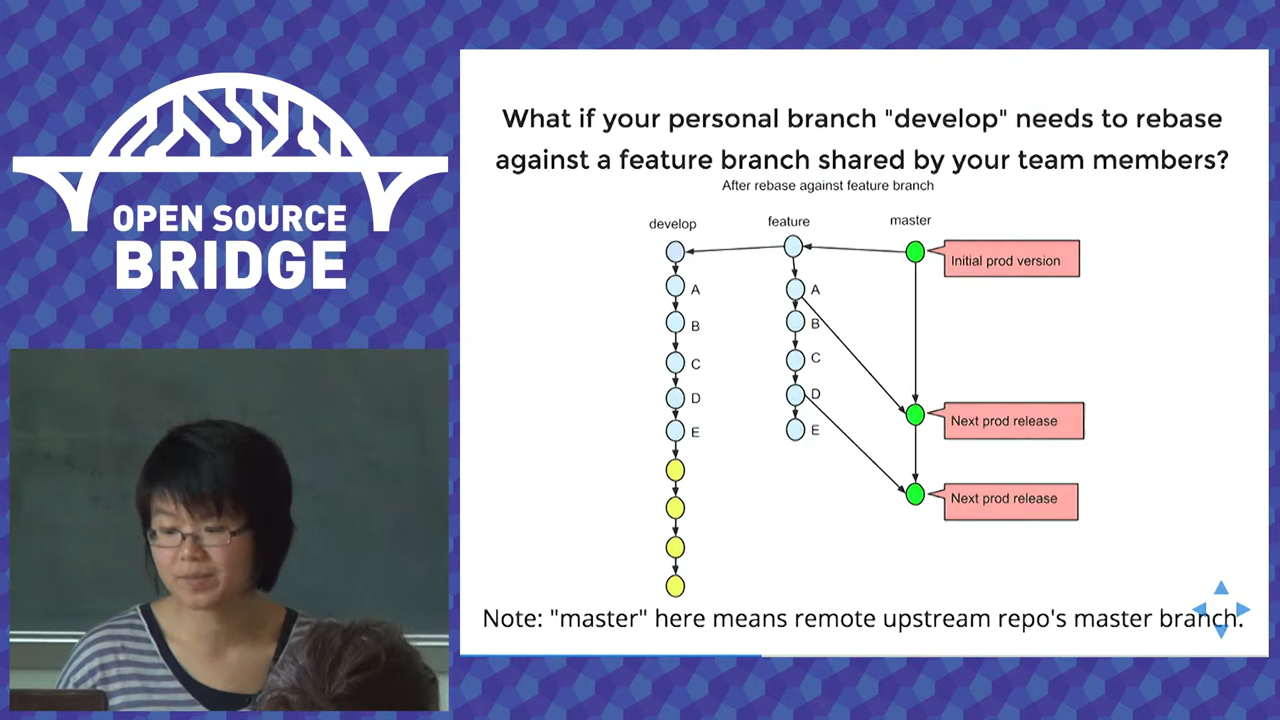 OPEN SOURCE
BRIDGE
What if your personal branch "develop" needs to rebase
against a feature branch shared by your team members?
After rebase against feature branch
develop
feature
master
Initial prod version
A
A
B
B
C
C
D
D
E
E
Next prod release
Next prod release
Note: "master" here means remote upstream repo's master branch.